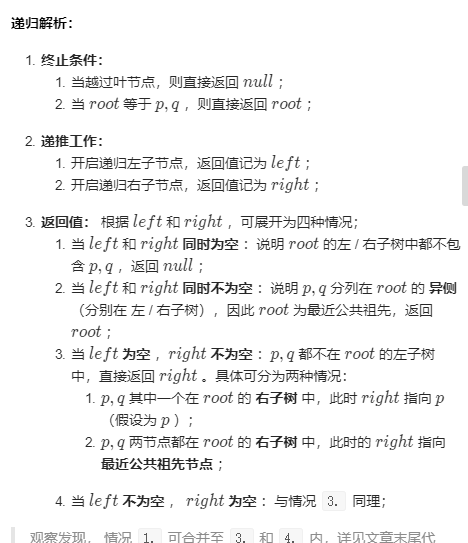 递归解析：
1. 终止条件：
1. 当越过叶节点，则直接返回 null ；
2. 当 root 等于 p, q ，则直接返回 root ；
2. 递推工作：
1. 开启递归左子节点，返回值记为 left ；
2. 开启递归右子节点，返回值记为 right ；
3. 返回值： 根据 left 和 right ，可展开为四种情况；
1. 当 left 和 right 同时为空 ：说明 root 的左 / 右子树中都不包
含 p, q ，返回 null ；
2. 当 left 和 right 同时不为空 ：说明 p, q 分列在 root 的 异侧
（分别在 左 / 右子树），因此 root 为最近公共祖先，返回
root ；
3. 当 left 为空 ，right 不为空 ：p, q 都不在 root 的左子树
中，直接返回 right 。具体可分为两种情况：
1. p, q 其中一个在 root 的 右子树 中，此时 right 指向 p
（假设为 p ）；
2. p, q 两节点都在 root 的 右子树 中，此时的 right 指向
最近公共祖先节点 ；
4. 当 left 不为空 ， right 为空 ：与情况 3. 同理；
观察发现， 情况 1. 可合并至 3. 和 4. 内，详见文章末尾代